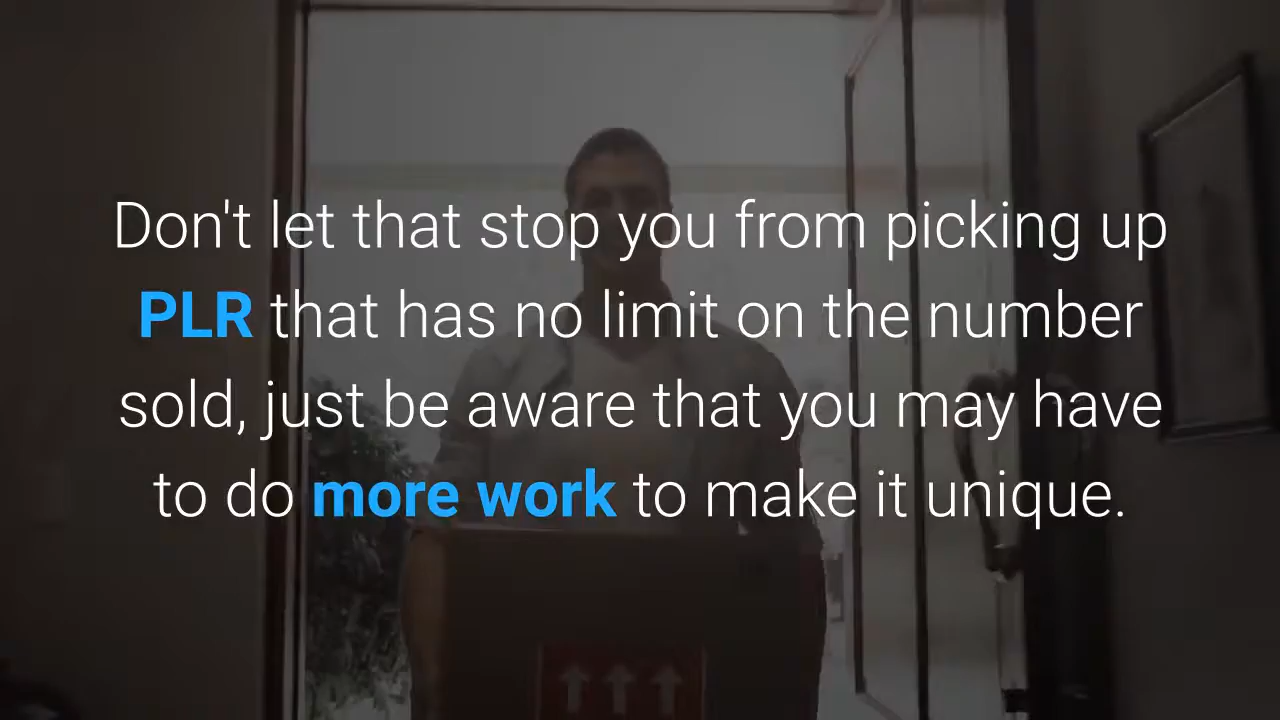 Don't let that stop you from picking up
PLR that has no limit on the number
sold, just be aware that you may have
to do more work to make it unique.